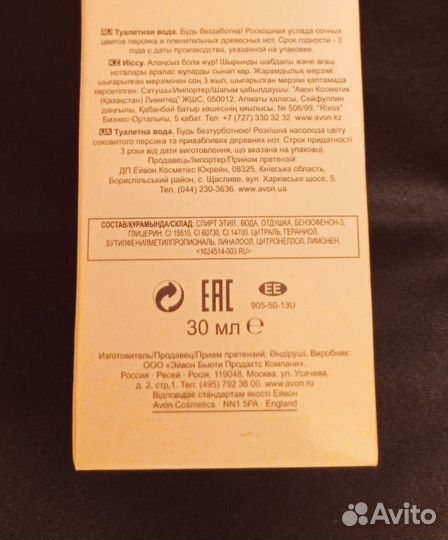 RU Туалетная вода. Будь беззаботна! Роскошная услада сочных
цветов персика и пленительных древесных нот. Срок годности - 3
года с даты производства, указанной на упаковке.
KZ Иіссу. Алаңсыз бола жүр! Шырынды шабдалы және ағаш
ноталары аралас жұпарды сынап көр. Жарамдылық мерзімі
шығарылған мерзімінен соң 3 жыл. Шығарылған мерзімі қаптамада
көрсетілген. Сатушы/Импортер/Шағым қабылдаушы: "Авон Косметик
(Қазақстан) Лимитед" ЖШС, 050012, Алматы қаласы, Сейфуллин
даңғылы, Қабанбай батыр көшесінің қиылысы, № 506/99, "Rixos"
Бизнес-Орталығы, 5 қабат. Тел: +7 (727) 330 32 32. www.avon.kz
UA Туалетна вода. Будь безтурботною! Розкішна насолода цвіту
соковитого персика та привабливих деревних нот. Строк придатності
3 роки від дати виготовлення, що вказана на упаковці.
Продавець/Імпортер/Прийом претензій:
ДП Ейвон Косметікс Юкрейн, 08325, Київська область,
Бориспільський район, с. Щасливе, вул. Харківське шосе, 5.
Тел. (044) 230-3636. www.avon.ua
СОСТАВ/ҚҰРАМЫНДА/СКЛАД: СПИРТ ЭТИЛ., ВОДА, ОТДУШКА, БЕНЗОФЕНОН-3,
ГЛИЦЕРИН, CI 15510, CI 60730, CI 14700, ЦИТРАЛЬ, ГЕРАНИОЛ,
БУТИЛФЕНИЛМЕТИЛПРОПИОНАЛЬ, ЛИНАЛООЛ, ЦИТРОНЕЛЛОЛ, ЛИМОНЕН.
<1024514-003 RU>
EAC
EE
905-50-13U
30 мл ℮
Изготовитель/Продавец/Прием претензий: Өндіруші: Виробник:
ООО «Эйвон Бьюти Продактс Компани».
Россия - Ресей - Росія, 119048, Москва, ул. Усачева,
д. 2, стр.1, Тел: (495) 792 36 00. www.avon.ru
Відповідає стандартам якості Ейвон
Avon Cosmetics • NN1 5PA • England
Avito